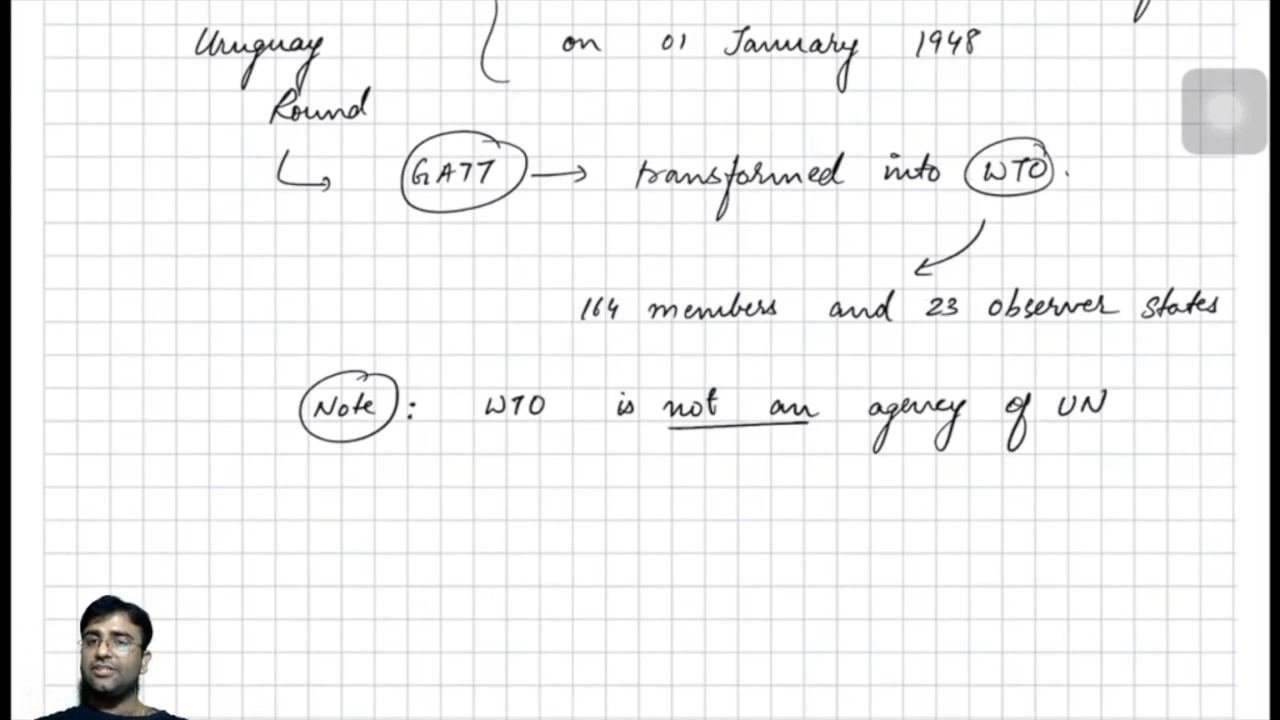 Uruguay on 01 January 1948
Round
GATT → transformed into WTO.
164 members and 23 observer states
Note: WTO is not an agency of UN